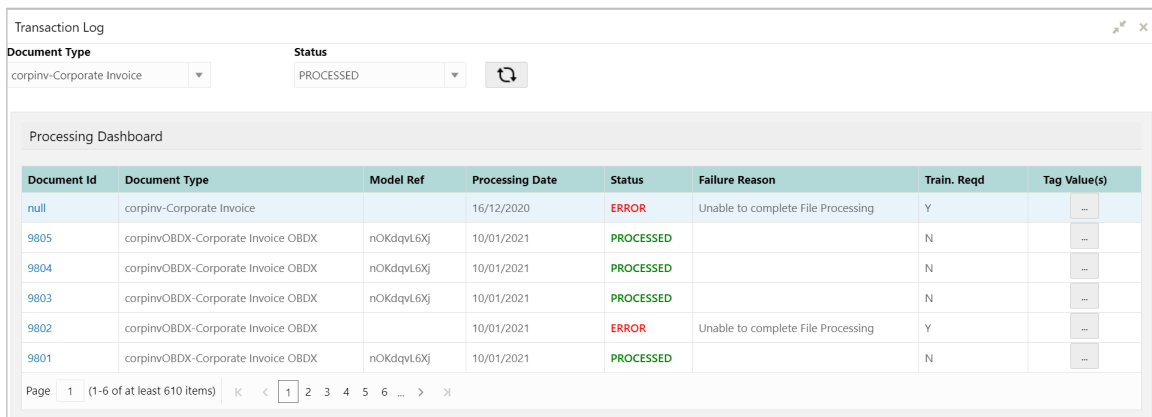 Transaction Log
Document Type Status
corpinv-Corporate Invoice PROCESSED
Processing Dashboard
Document Id Document Type Model Ref Processing Date Status Failure Reason Train. Reqd Tag Value(s)
null corpinv-Corporate Invoice 16/12/2020 ERROR Unable to complete File Processing Y ...
9805 corpinvOBDX-Corporate Invoice OBDX nOKdqvL6Xj 10/01/2021 PROCESSED N ...
9804 corpinvOBDX-Corporate Invoice OBDX nOKdqvL6Xj 10/01/2021 PROCESSED N ...
9803 corpinvOBDX-Corporate Invoice OBDX nOKdqvL6Xj 10/01/2021 PROCESSED N ...
9802 corpinvOBDX-Corporate Invoice OBDX 10/01/2021 ERROR Unable to complete File Processing Y ...
9801 corpinvOBDX-Corporate Invoice OBDX nOKdqvL6Xj 10/01/2021 PROCESSED N ...
Page 1 (1-6 of at least 610 items) 1 2 3 4 5 6 ...